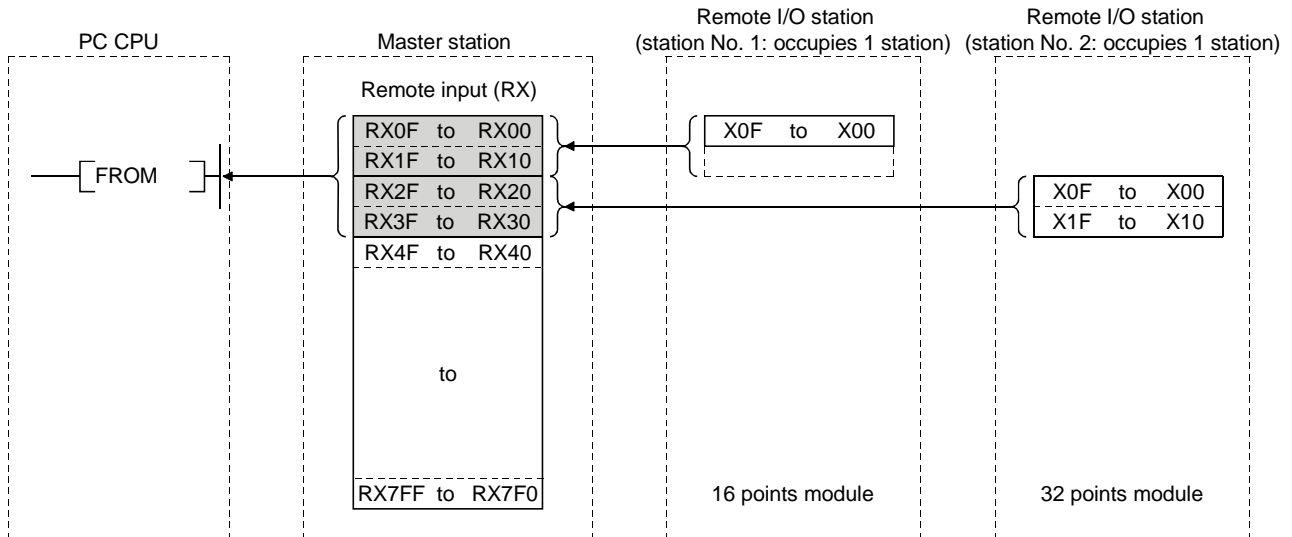 PC CPU
Master station
Remote I/O station
(station No. 1: occupies 1 station)
Remote I/O station
(station No. 2: occupies 1 station)
Remote input (RX)
RX0F to RX00
RX1F to RX10
RX2F to RX20
RX3F to RX30
RX4F to RX40
to
RX7FF to RX7F0
FROM
X0F to X00
16 points module
X0F to X00
X1F to X10
32 points module